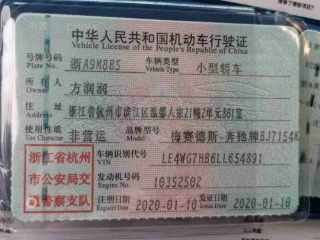 中华人民共和国机动车行驶证
Vehicle License of the People's Republic of China
号牌号码 浙A9M8B5 车辆类型 小型轿车
Plate No. Vehicle Type
所有人 方润润
Owner
住址 浙江省杭州市滨江区温馨人家21幢2单元801室
Address
使用性质 非营运 品牌型号 梅赛德斯-奔驰牌BJ7154K
Use Character Model
浙江省杭州
市公安局交
警察支队
车辆识别代号 LE4WG7HB6LL654891
VIN
发动机号码 10352502
Engine No.
注册日期 2020-01-10 发证日期 2020-01-10
Register Date Issue Date